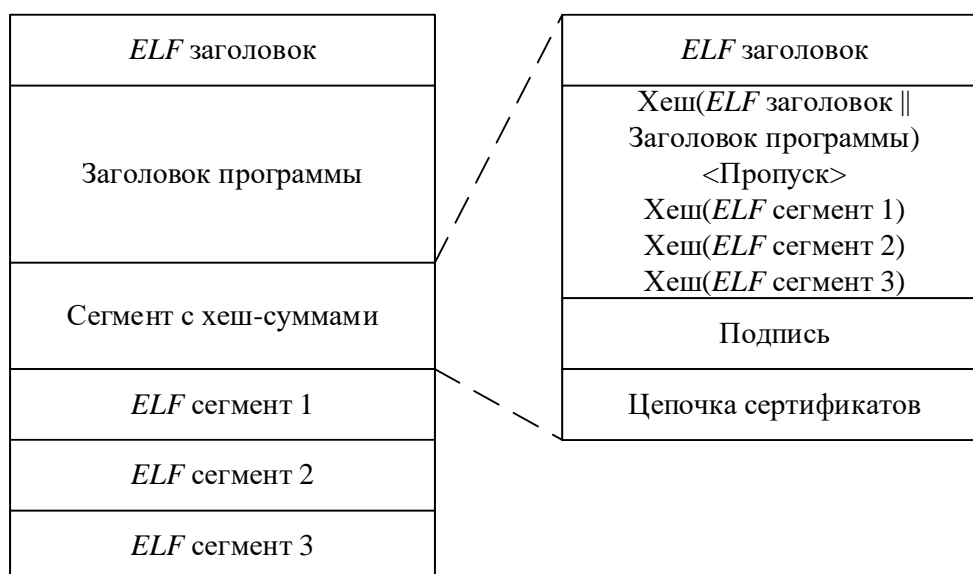 ELF заголовок
Заголовок программы
Сегмент с хеш-суммами
ELF сегмент 1
ELF сегмент 2
ELF сегмент 3
ELF заголовок
Хеш(ELF заголовок ||
Заголовок программы)
<Пропуск>
Хеш(ELF сегмент 1)
Хеш(ELF сегмент 2)
Хеш(ELF сегмент 3)
Подпись
Цепочка сертификатов